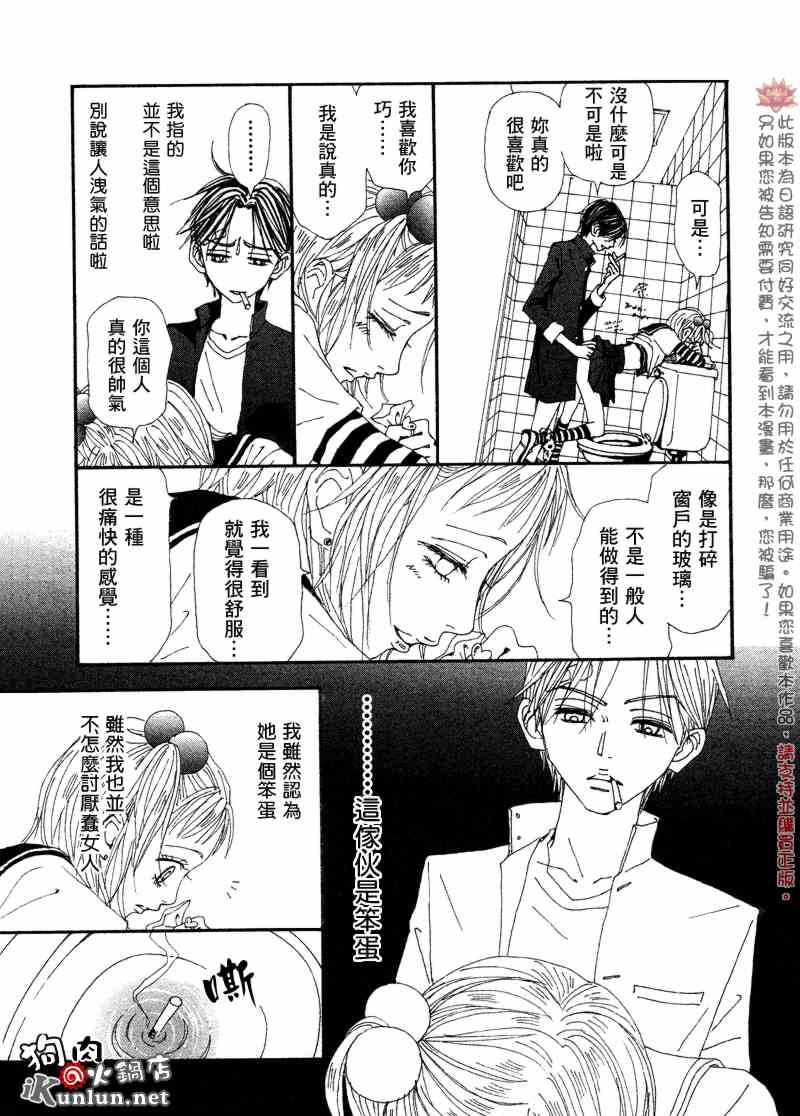 可是…
沒什麼可是
不可是啦
妳真的
很喜歡吧
我喜歡你
巧……
我是說真的…
………
我指的
並不是這個意思啦
別說讓人洩氣的話啦
你這個人
真的很帥氣
像是打碎
窗戶的玻璃…
不是一般人
能做得到的…
我一看到
就覺得很舒服…
是一種
很痛快的感覺……
…………這傢伙是笨蛋
我雖然認為
她是個笨蛋
雖然我也並
不怎麼討厭蠢女人
嘶
此版本為日語研究同好交流之用，請勿用於任何商業用途。如果您喜歡本作品，請支持並購買正版。
只如果您被告知需要付費，才能看到本漫畫，那麼，您被騙了！
狗肉@火鍋店
iKunlun.net